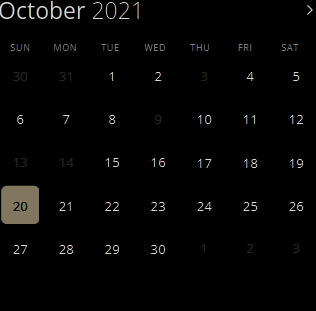 October 2021
SUN MON TUE WED THU FRI SAT
30 31 1 2 3 4 5
6 7 8 9 10 11 12
13 14 15 16 17 18 19
20 21 22 23 24 25 26
27 28 29 30 1 2 3